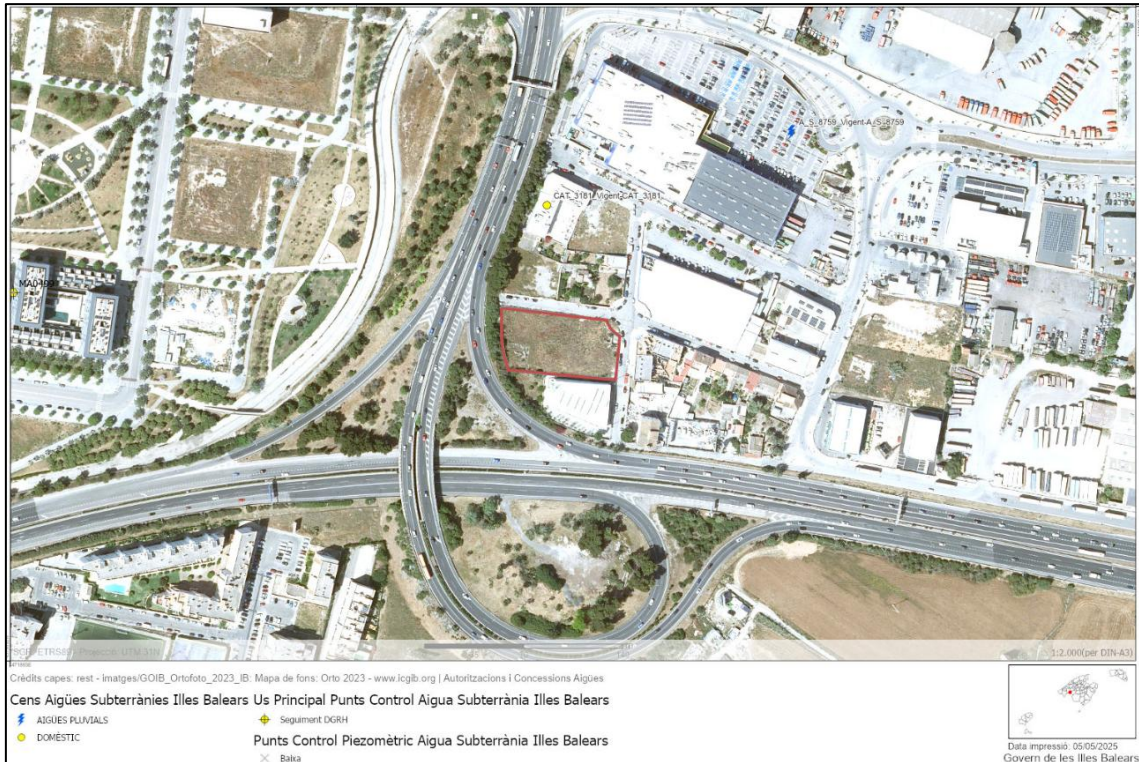 A_S_8759_Vigent-A_S_8759
CAT_3181_Vigent-CAT_3181
1:2.000(per DIN-A3)
Crèdits capes: rest - imatges/GOIB_Ortofoto_2023_IB: Mapa de fons: Orto 2023 - www.icgib.org | Autoritzacions i Concessions Aigües
Cens Aigües Subterrànies Illes Balears
AIGÜES PLUVIALS
DOMÈSTIC
Us Principal Punts Control Aigua Subterrània Illes Balears
Seguiment DGRH
Punts Control Piezomètric Aigua Subterrània Illes Balears
Baixa
Data impressió: 05/05/2025
Govern de les Illes Balears